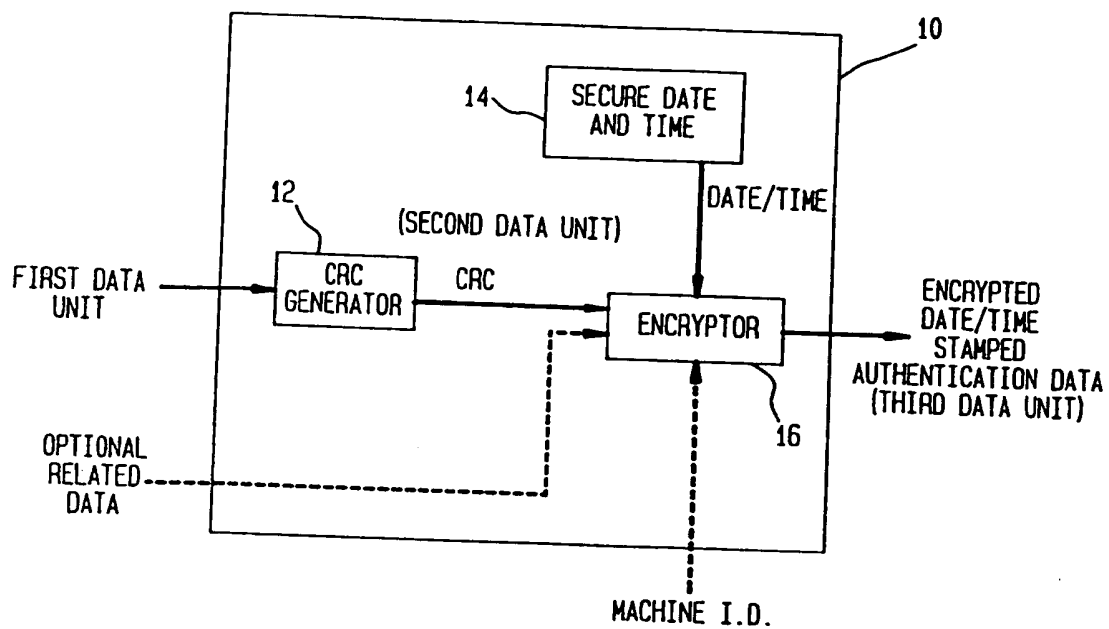 10
14
SECURE DATE
AND TIME
DATE/TIME
12
(SECOND DATA UNIT)
FIRST DATA
UNIT
CRC
GENERATOR
CRC
ENCRYPTOR
ENCRYPTED
DATE/TIME
STAMPED
AUTHENTICATION DATA
(THIRD DATA UNIT)
16
OPTIONAL
RELATED
DATA
MACHINE I.D.